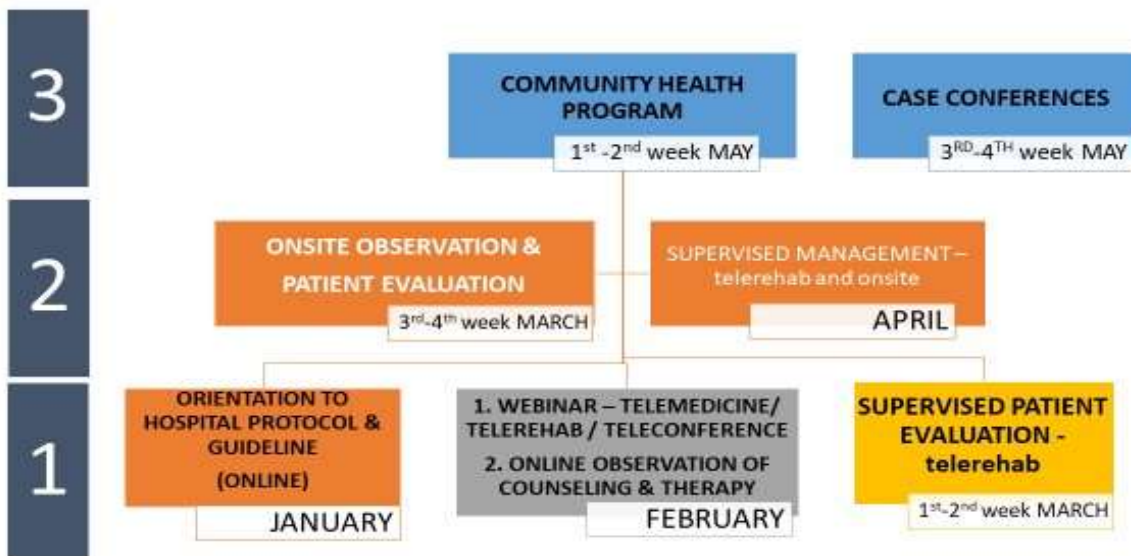 3
COMMUNITY HEALTH
PROGRAM
1st -2nd week MAY
CASE CONFERENCES
3RD-4TH week MAY
2
ONSITE OBSERVATION &
PATIENT EVALUATION
3rd-4th week MARCH
SUPERVISED MANAGEMENT –
telerehab and onsite
APRIL
1
ORIENTATION TO
HOSPITAL PROTOCOL &
GUIDELINE
(ONLINE)
JANUARY
1. WEBINAR – TELEMEDICINE/
TELEREHAB / TELECONFERENCE
2. ONLINE OBSERVATION OF
COUNSELING & THERAPY
FEBRUARY
SUPERVISED PATIENT
EVALUATION -
telerehab
1st-2nd week MARCH